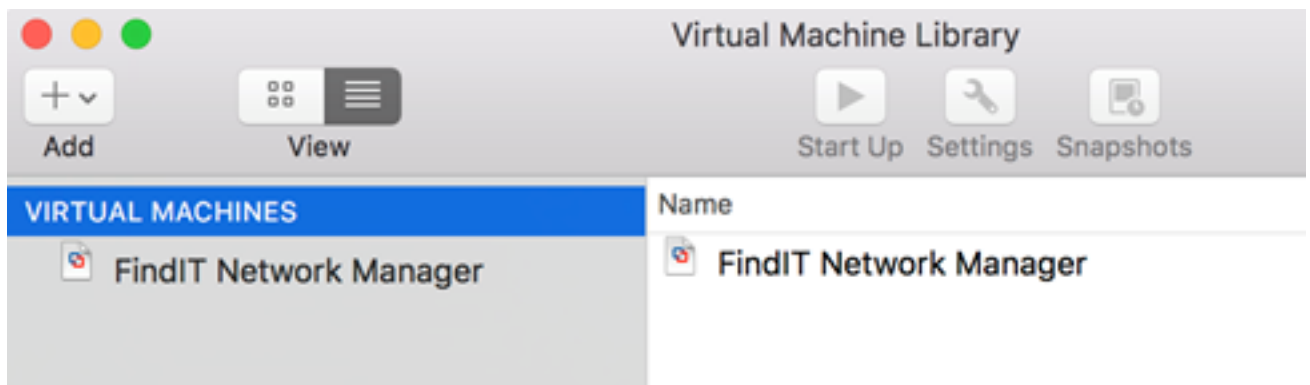 Virtual Machine Library
Add View Start Up Settings Snapshots
VIRTUAL MACHINES
FindIT Network Manager
Name
FindIT Network Manager